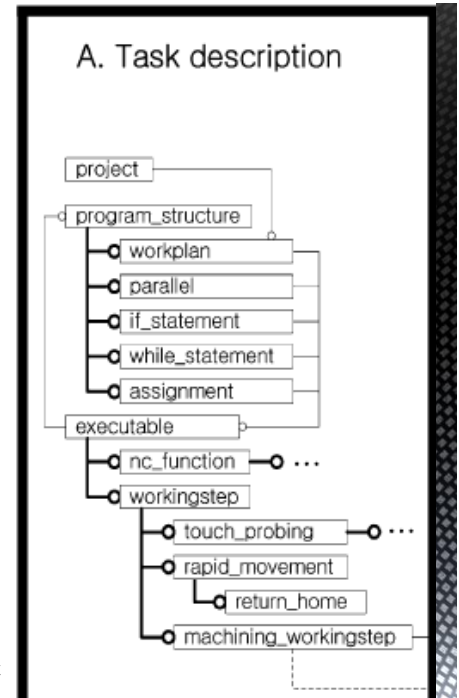 A. Task description
project
program_structure
workplan
parallel
if_statement
while_statement
assignment
executable
nc_function ...
workingstep
touch_probing ...
rapid_movement
return_home
machining_workingstep